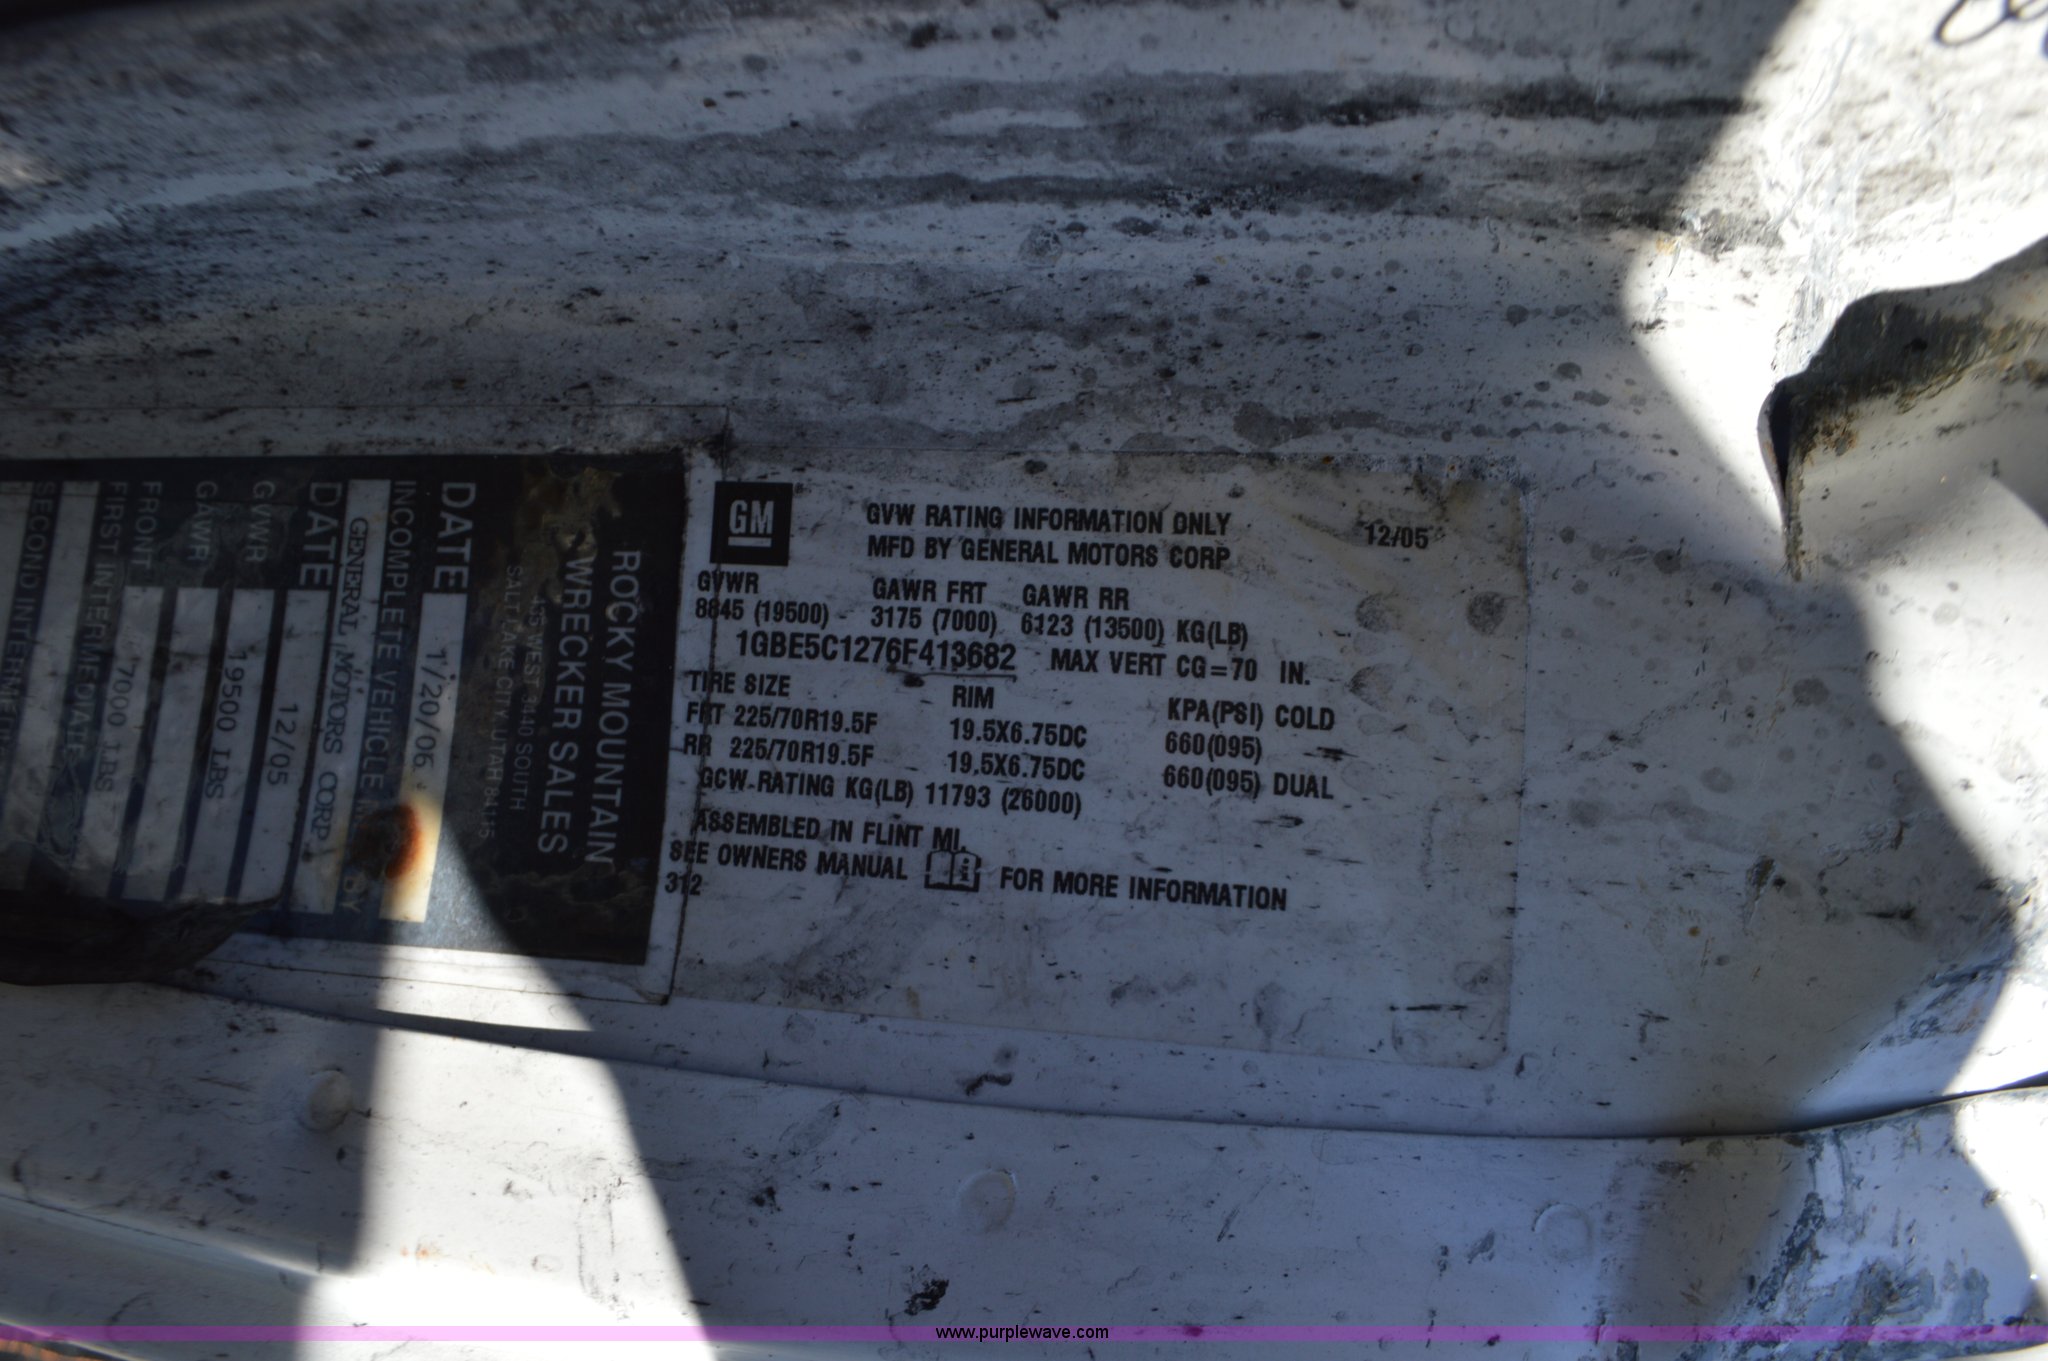 GM
GVW RATING INFORMATION ONLY
12/05
MFD BY GENERAL MOTORS CORP
GVWR GAWR FRT GAWR RR
8845 (19500) 3175 (7000) 6123 (13500) KG(LB)
1GBE5C1276F413682 MAX VERT CG=70 IN.
TIRE SIZE RIM KPA(PSI) COLD
FRT 225/70R19.5F 19.5X6.75DC 660(095)
RR 225/70R19.5F 19.5X6.75DC 660(095) DUAL
GCW RATING KG(LB) 11793 (26000)
ASSEMBLED IN FLINT MI.
SEE OWNERS MANUAL FOR MORE INFORMATION
312
ROCKY MOUNTAIN
WRECKER SALES
WEST SOUTH
SALT LAKE CITY, UTAH 84115
DATE 1/20/06
INCOMPLETE VEHICLE BY
GENERAL MOTORS CORP
DATE 12/05
GVWR 19500 LBS
GAWR
FRONT 7000 LBS
FIRST INTERMEDIATE
SECOND
www.purplewave.com